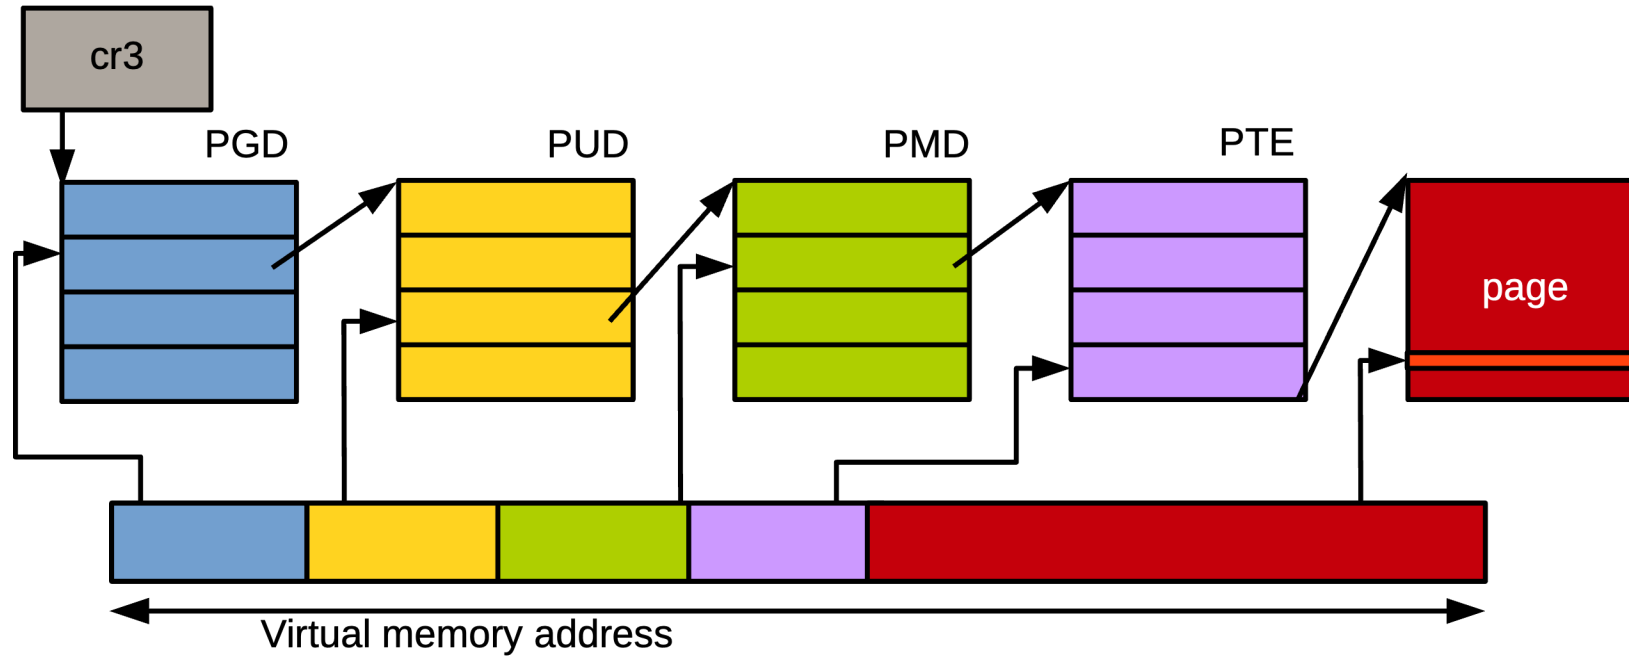 cr3
PGD
PUD
PMD
PTE
page
Virtual memory address